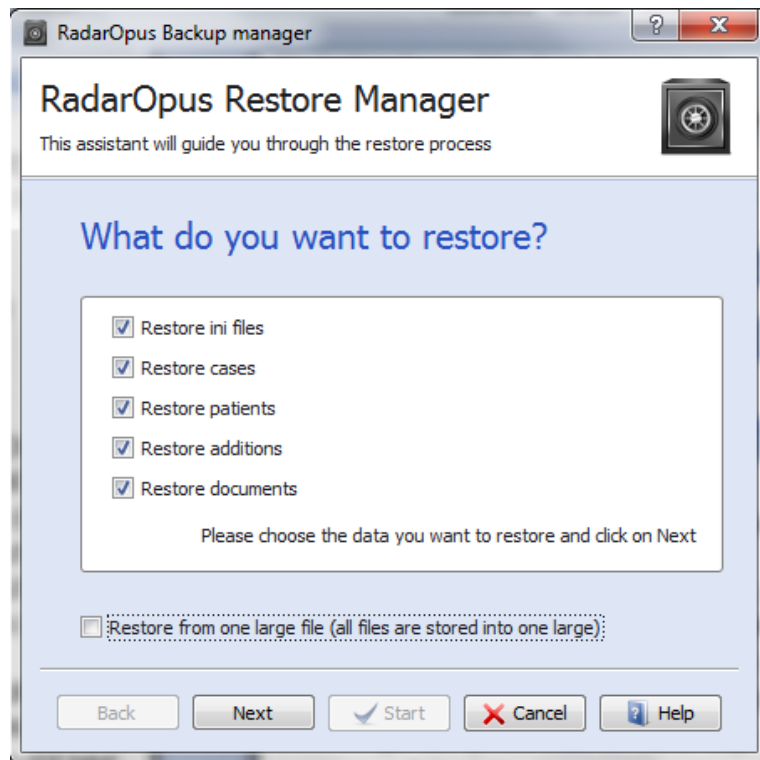 RadarOpus Backup manager
RadarOpus Restore Manager
This assistant will guide you through the restore process
What do you want to restore?
Restore ini files
Restore cases
Restore patients
Restore additions
Restore documents
Please choose the data you want to restore and click on Next
Restore from one large file (all files are stored into one large)
Back Next Start Cancel Help